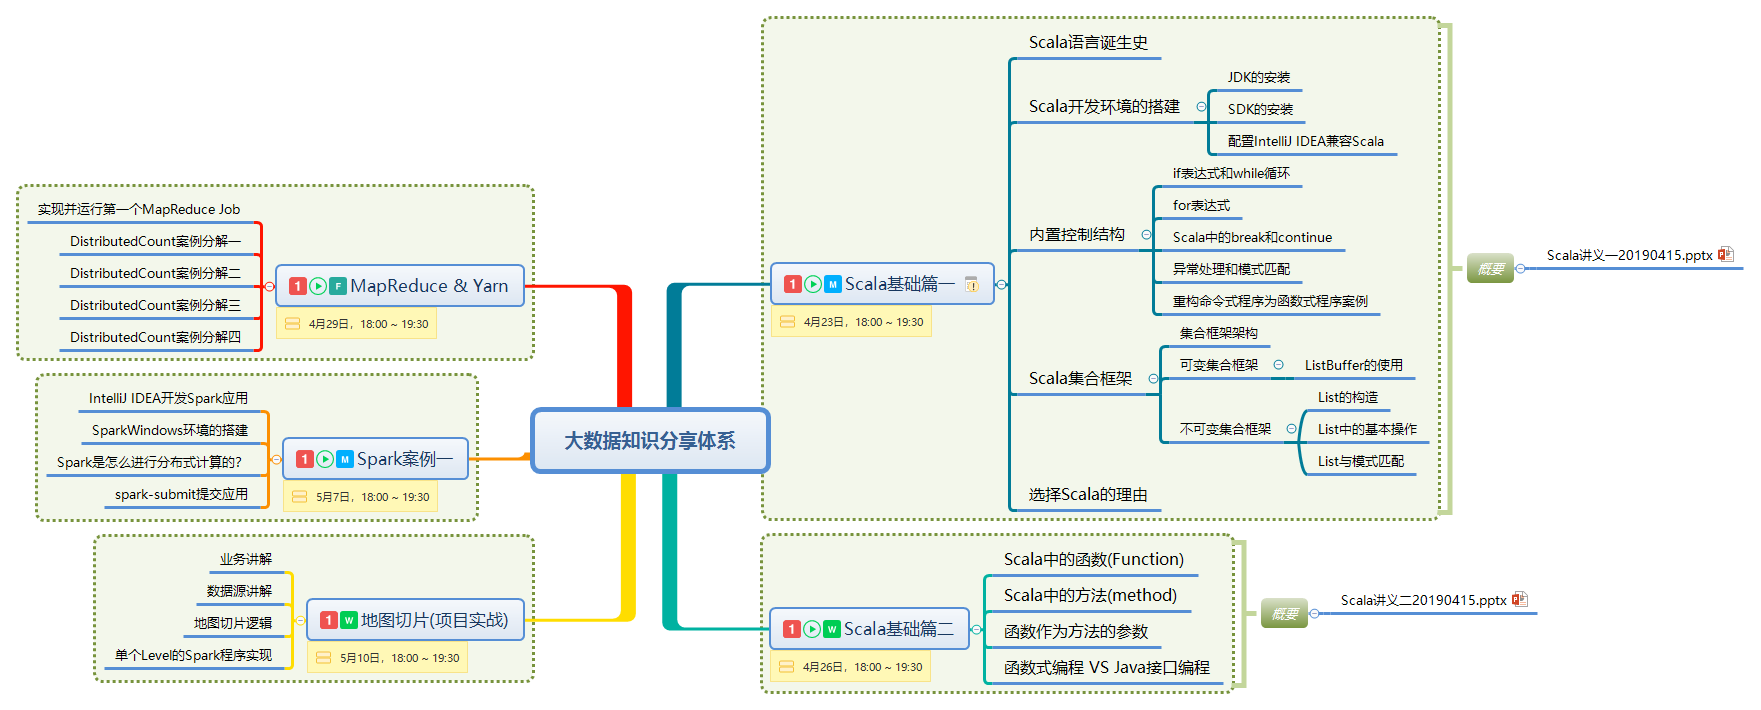 大数据知识分享体系
1 M Scala基础篇一
4月23日，18:00 ~ 19:30
Scala语言诞生史
Scala开发环境的搭建
JDK的安装
SDK的安装
配置IntelliJ IDEA兼容Scala
内置控制结构
if表达式和while循环
for表达式
Scala中的break和continue
异常处理和模式匹配
重构命令式程序为函数式程序案例
Scala集合框架
集合框架架构
可变集合框架
ListBuffer的使用
不可变集合框架
List的构造
List中的基本操作
List与模式匹配
选择Scala的理由
概要
Scala讲义一20190415.pptx
1 W Scala基础篇二
4月26日，18:00 ~ 19:30
Scala中的函数(Function)
Scala中的方法(method)
函数作为方法的参数
函数式编程 VS Java接口编程
概要
Scala讲义二20190415.pptx
1 F MapReduce & Yarn
4月29日，18:00 ~ 19:30
实现并运行第一个MapReduce Job
DistributedCount案例分解一
DistributedCount案例分解二
DistributedCount案例分解三
DistributedCount案例分解四
1 M Spark案例一
5月7日，18:00 ~ 19:30
IntelliJ IDEA开发Spark应用
SparkWindows环境的搭建
Spark是怎么进行分布式计算的?
spark-submit提交应用
1 W 地图切片(项目实战)
5月10日，18:00 ~ 19:30
业务讲解
数据源讲解
地图切片逻辑
单个Level的Spark程序实现